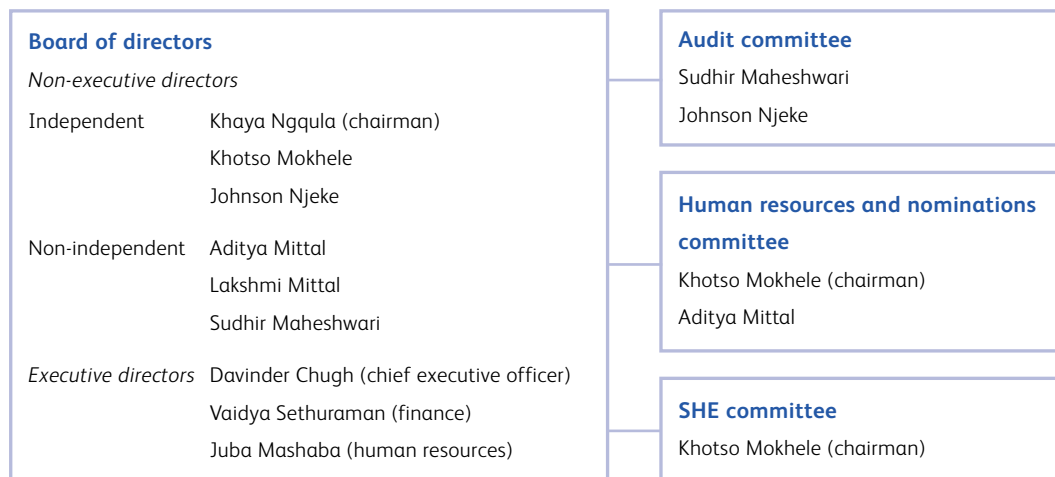 Board of directors
Non-executive directors
Independent Khaya Ngqula (chairman)
Khotso Mokhele
Johnson Njeke
Non-independent Aditya Mittal
Lakshmi Mittal
Sudhir Maheshwari
Executive directors Davinder Chugh (chief executive officer)
Vaidya Sethuraman (finance)
Juba Mashaba (human resources)
Audit committee
Sudhir Maheshwari
Johnson Njeke
Human resources and nominations
committee
Khotso Mokhele (chairman)
Aditya Mittal
SHE committee
Khotso Mokhele (chairman)